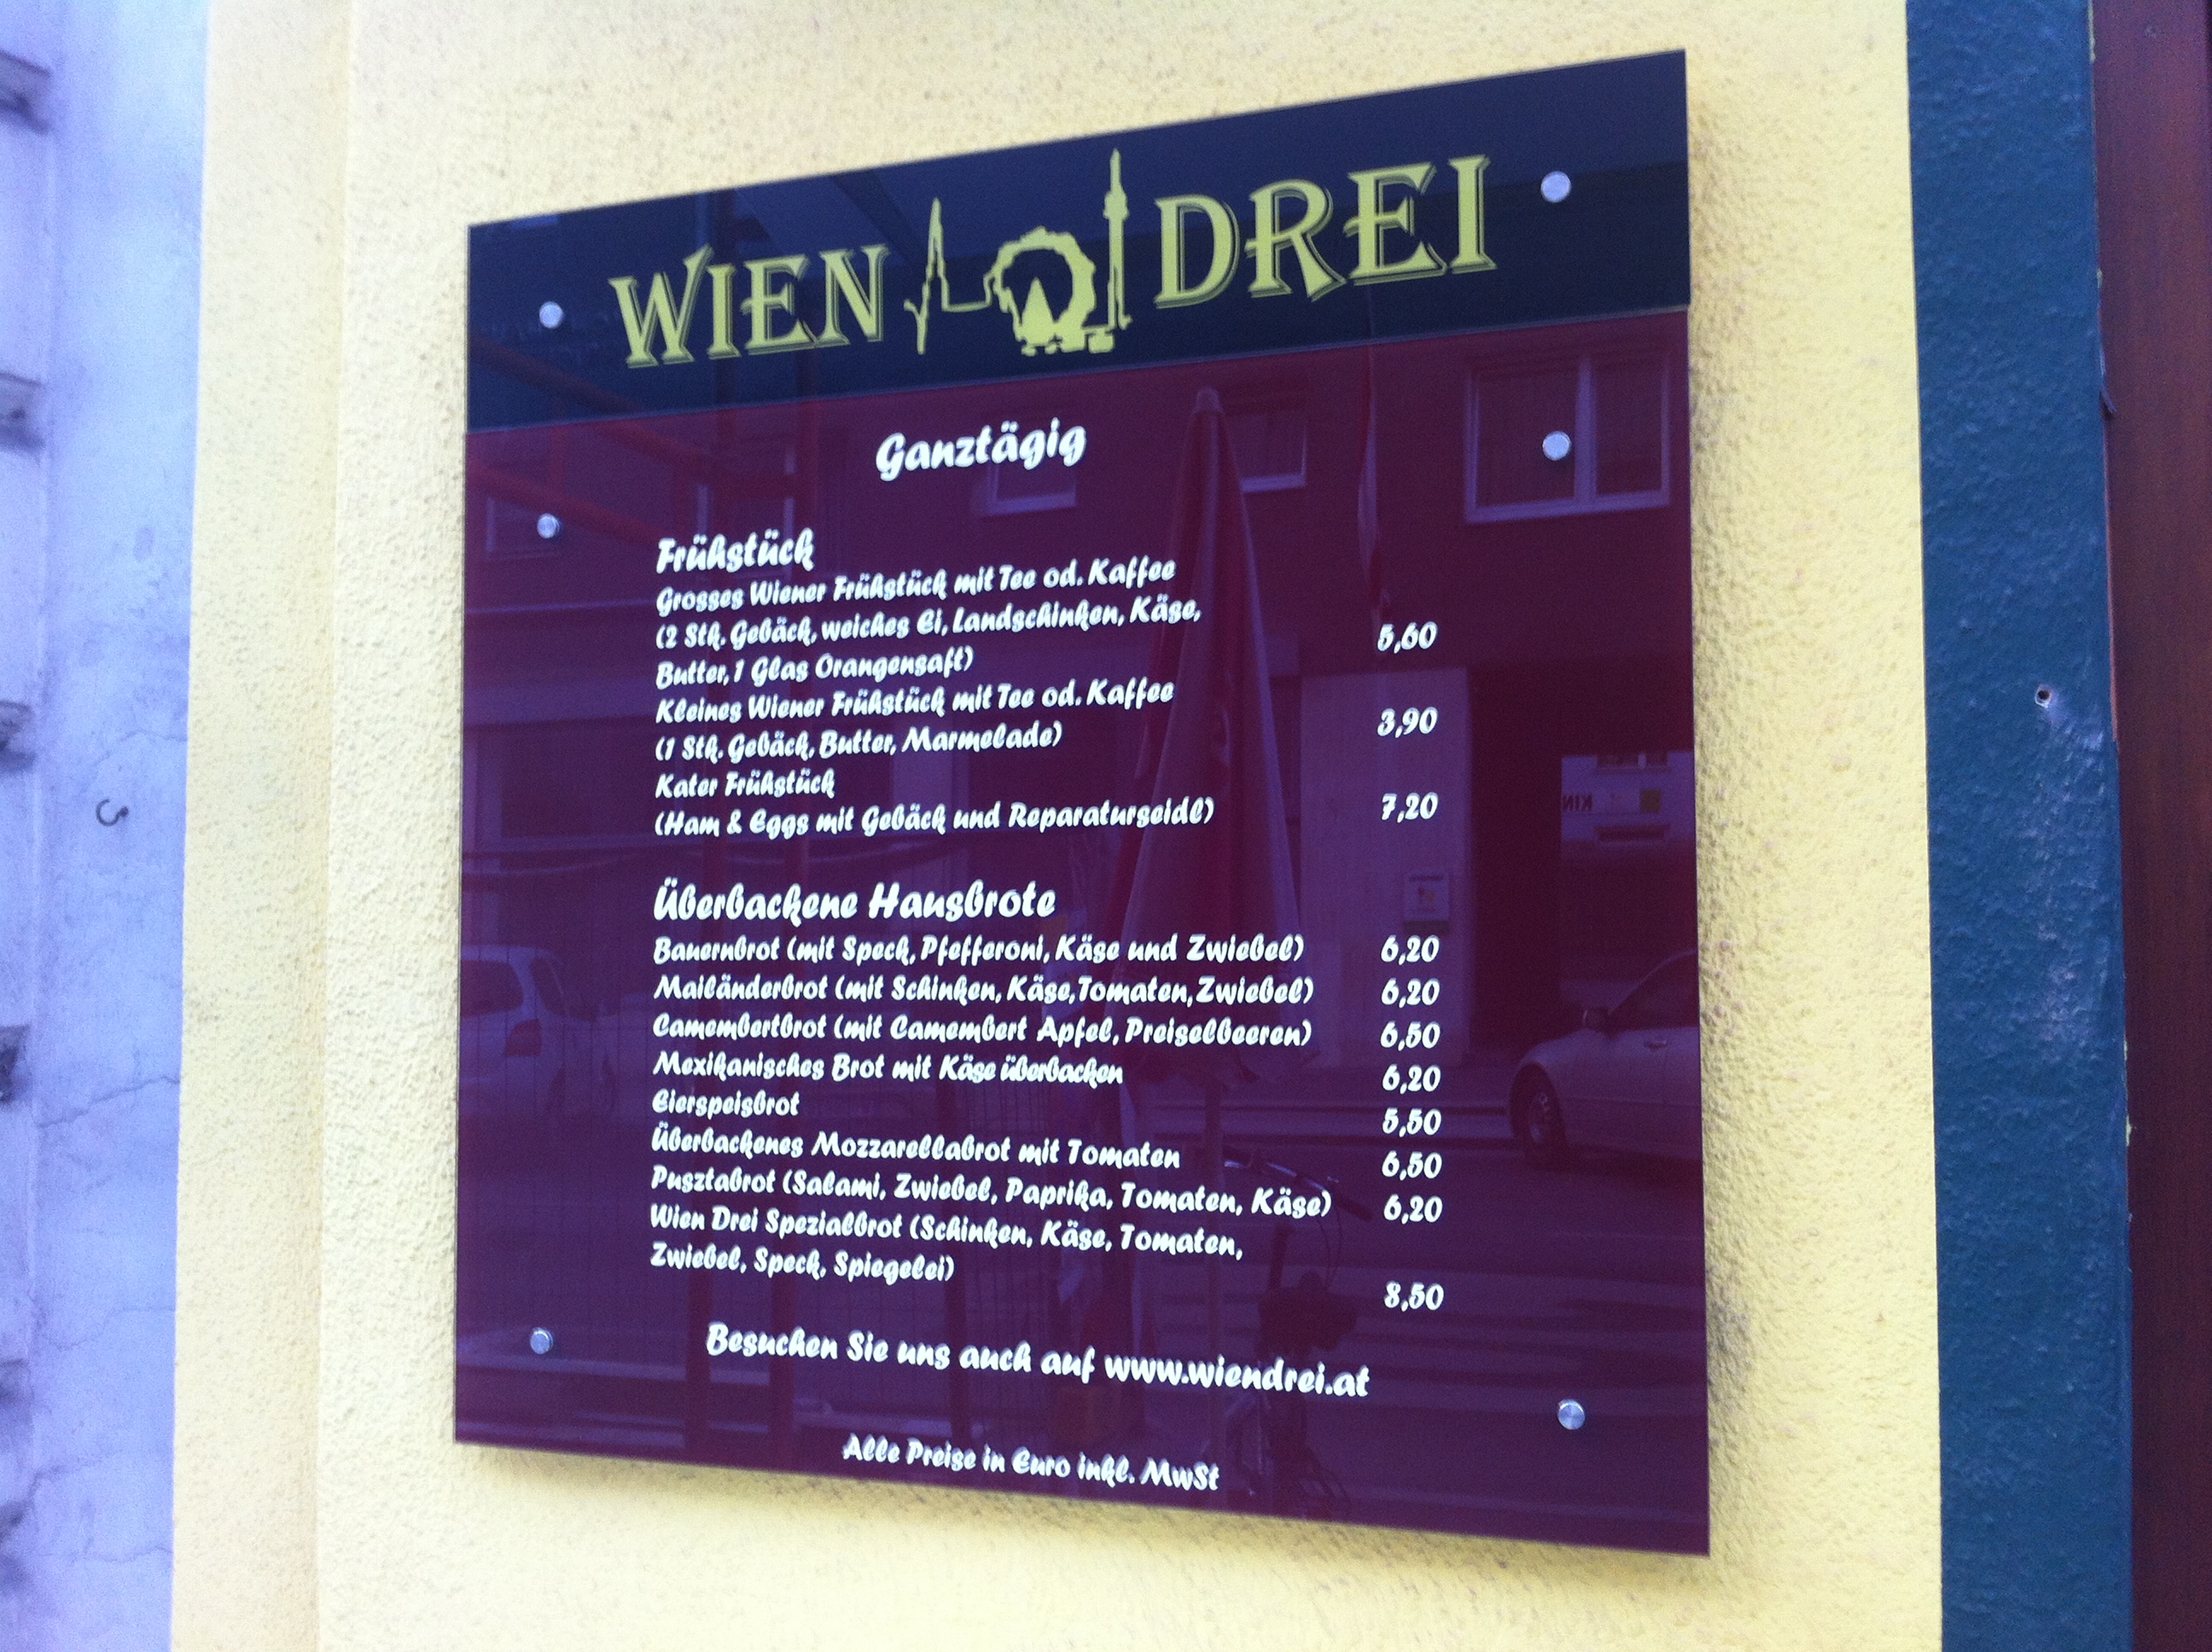 WIEN DREI
Ganztägig
Frühstück
Grosses Wiener Frühstück mit Tee od. Kaffee
(2 Stk. Gebäck, weiches Ei, Landschinken, Käse, 5,60
Butter, 1 Glas Orangensaft)
Kleines Wiener Frühstück mit Tee od. Kaffee
(1 Stk. Gebäck, Butter, Marmelade) 3,90
Kater Frühstück
(Ham & Eggs mit Gebäck und Reparaturseidl) 7,20
Überbackene Hausbrote
Bauernbrot (mit Speck, Pfefferoni, Käse und Zwiebel) 6,20
Mailänderbrot (mit Schinken, Käse, Tomaten, Zwiebel) 6,20
Camembertbrot (mit Camembert Apfel, Preiselbeeren) 6,50
Mexikanisches Brot mit Käse überbacken 6,20
Eierspeisbrot 5,50
Überbackenes Mozzarellabrot mit Tomaten 6,50
Pusztabrot (Salami, Zwiebel, Paprika, Tomaten, Käse) 6,20
Wien Drei Spezialbrot (Schinken, Käse, Tomaten,
Zwiebel, Speck, Spiegelei) 8,50
Besuchen Sie uns auch auf www.wiendrei.at
Alle Preise in Euro inkl. MwSt